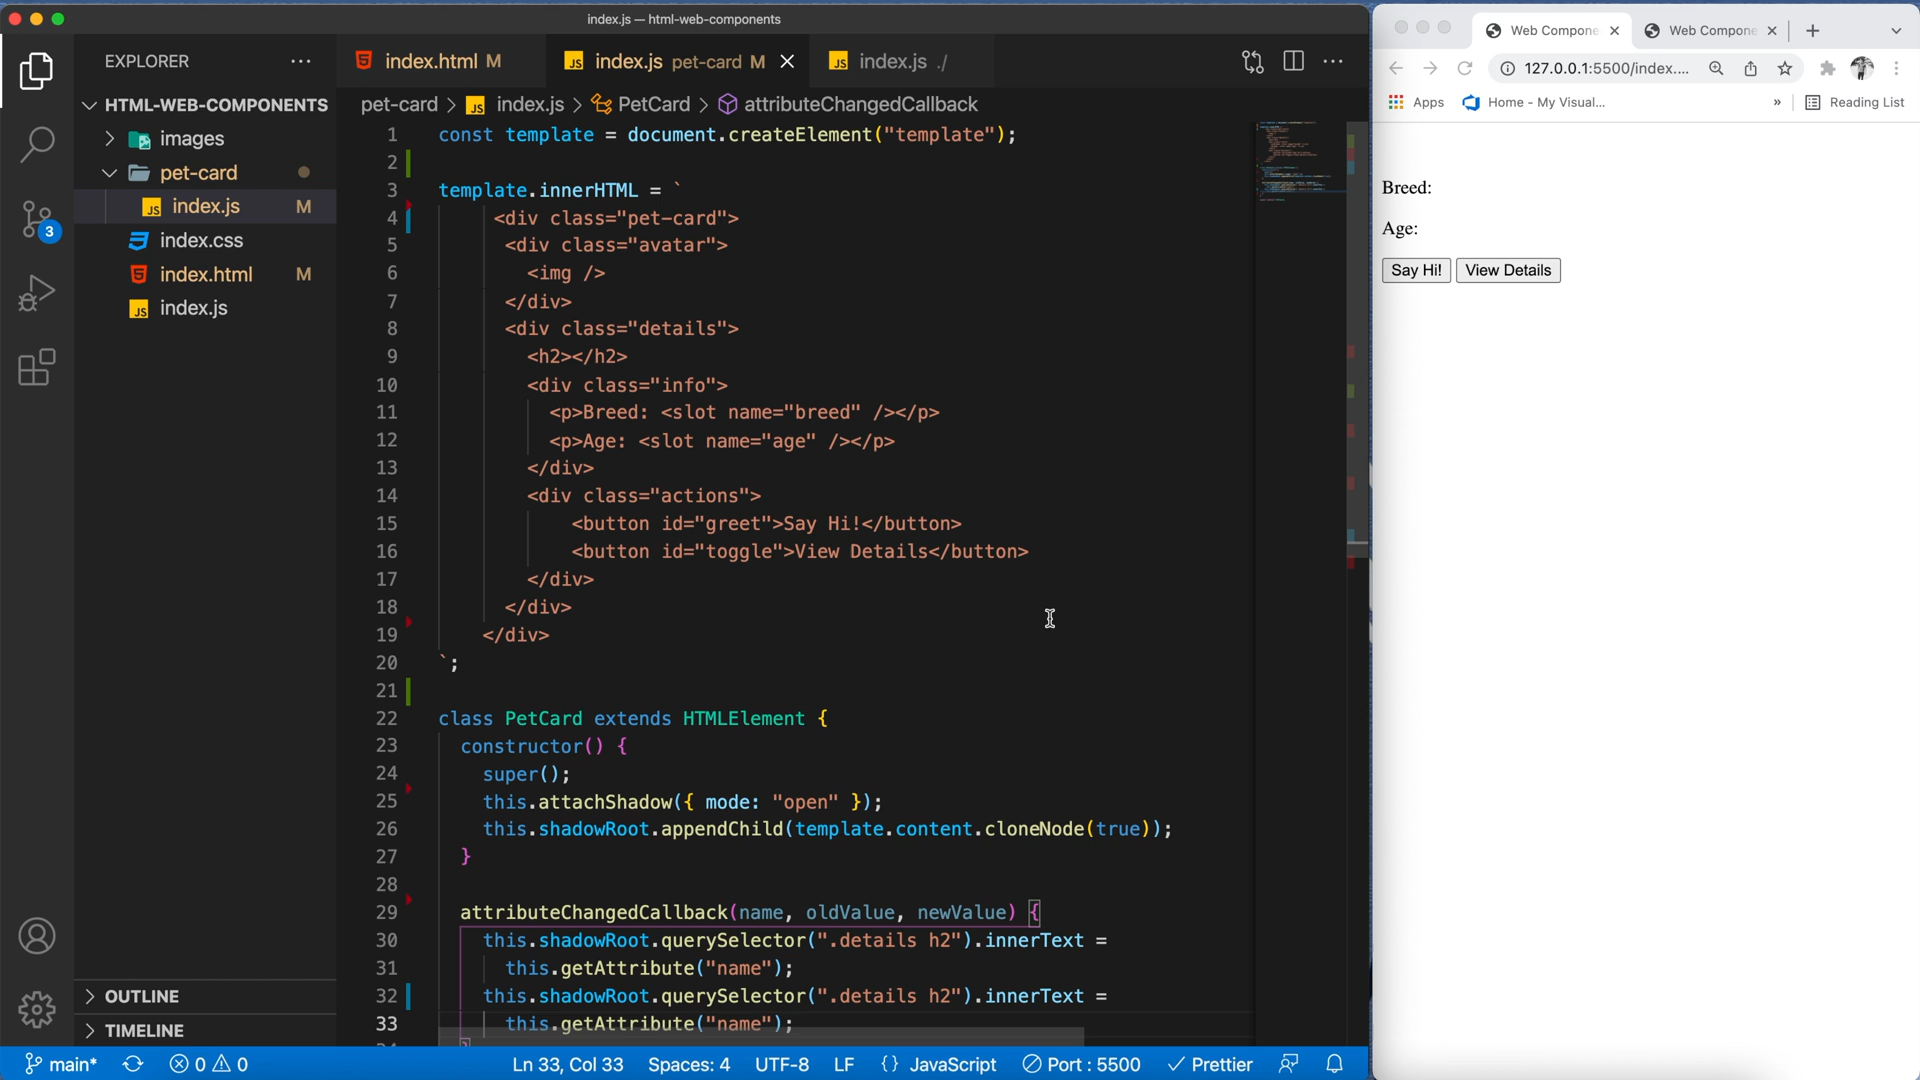 index.js — html-web-components
EXPLORER
HTML-WEB-COMPONENTS
images
pet-card
index.js M
index.css
index.html M
index.js
3
OUTLINE
TIMELINE
index.html M
index.js pet-card M
index.js ./
pet-card > index.js > PetCard > attributeChangedCallback
1 const template = document.createElement("template");
2
3 template.innerHTML = `
4 <div class="pet-card">
5 <div class="avatar">
6 <img />
7 </div>
8 <div class="details">
9 <h2></h2>
10 <div class="info">
11 <p>Breed: <slot name="breed" /></p>
12 <p>Age: <slot name="age" /></p>
13 </div>
14 <div class="actions">
15 <button id="greet">Say Hi!</button>
16 <button id="toggle">View Details</button>
17 </div>
18 </div>
19 </div>
20 `;
21
22 class PetCard extends HTMLElement {
23 constructor() {
24 super();
25 this.attachShadow({ mode: "open" });
26 this.shadowRoot.appendChild(template.content.cloneNode(true));
27 }
28
29 attributeChangedCallback(name, oldValue, newValue) {
30 this.shadowRoot.querySelector(".details h2").innerText =
31 this.getAttribute("name");
32 this.shadowRoot.querySelector(".details h2").innerText =
33 this.getAttribute("name");
main* 0 0 Ln 33, Col 33 Spaces: 4 UTF-8 LF {} JavaScript Port : 5500 Prettier
Web Compone
Web Compone
127.0.0.1:5500/index....
Apps
Home - My Visual...
»
Reading List
Breed:
Age:
Say Hi! View Details